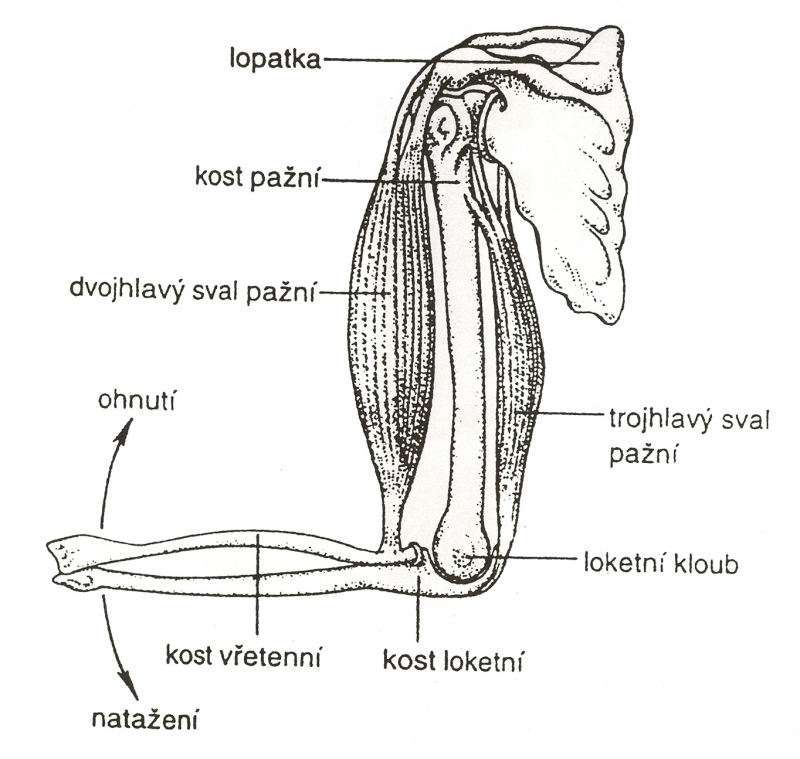 lopatka
kost pažní
dvojhlavý sval pažní
ohnutí
trojhlavý sval
pažní
loketní kloub
kost vřetenní
kost loketní
natažení